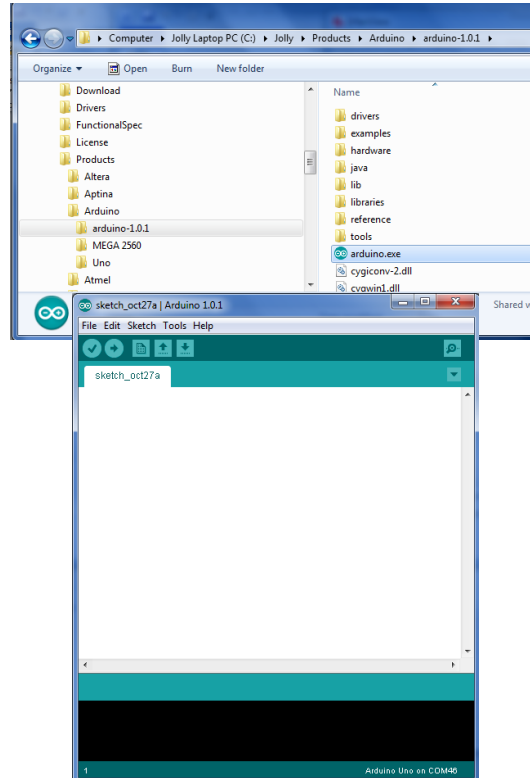 Computer ▸ Jolly Laptop PC (C:) ▸ Jolly ▸ Products ▸ Arduino ▸ arduino-1.0.1 ▸
Organize ▾ Open Burn New folder
Download
Drivers
FunctionalSpec
License
Products
Altera
Aptina
Arduino
arduino-1.0.1
MEGA 2560
Uno
Atmel
Name
drivers
examples
hardware
java
lib
libraries
reference
tools
arduino.exe
cygiconv-2.dll
cygwin1.dll
Shared
sketch_oct27a | Arduino 1.0.1
File Edit Sketch Tools Help
sketch_oct27a
1 Arduino Uno on COM46